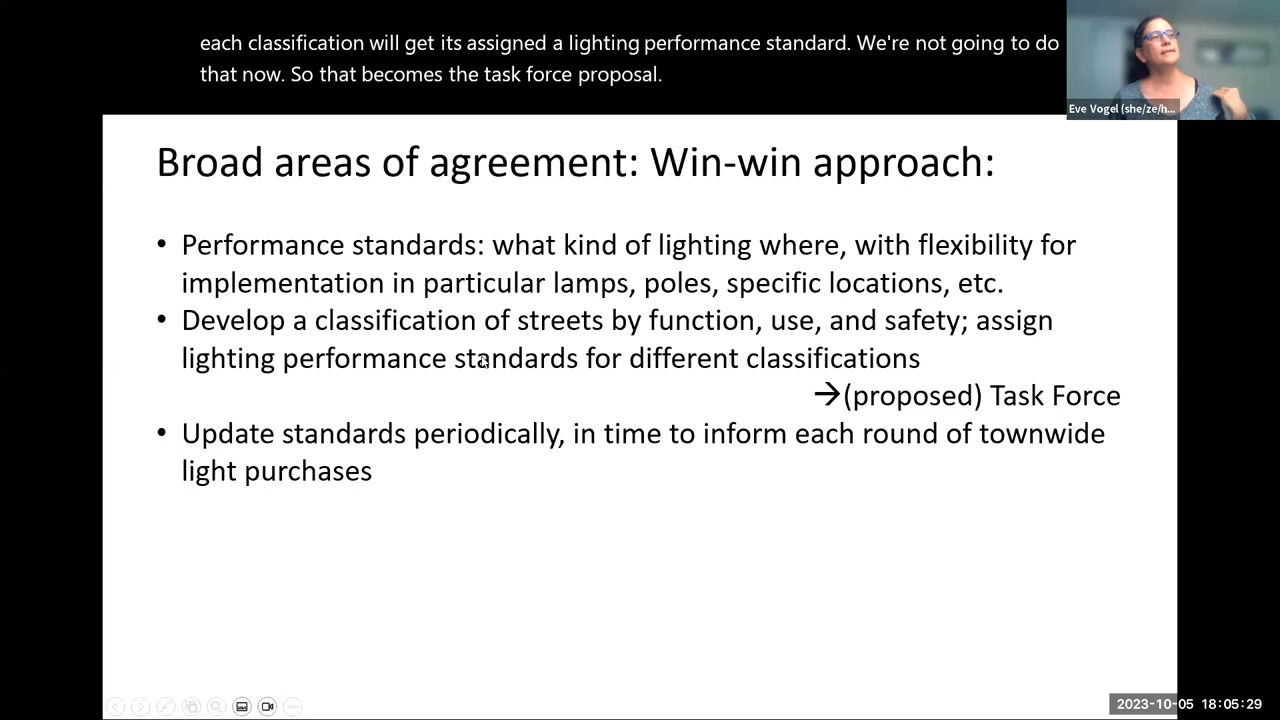 each classification will get its assigned a lighting performance standard. We're not going to do
that now. So that becomes the task force proposal.
Eve Vogel (she/ze/h...
Broad areas of agreement: Win-win approach:
• Performance standards: what kind of lighting where, with flexibility for
implementation in particular lamps, poles, specific locations, etc.
• Develop a classification of streets by function, use, and safety; assign
lighting performance standards for different classifications
→(proposed) Task Force
• Update standards periodically, in time to inform each round of townwide
light purchases
2023-10-05 18:05:29